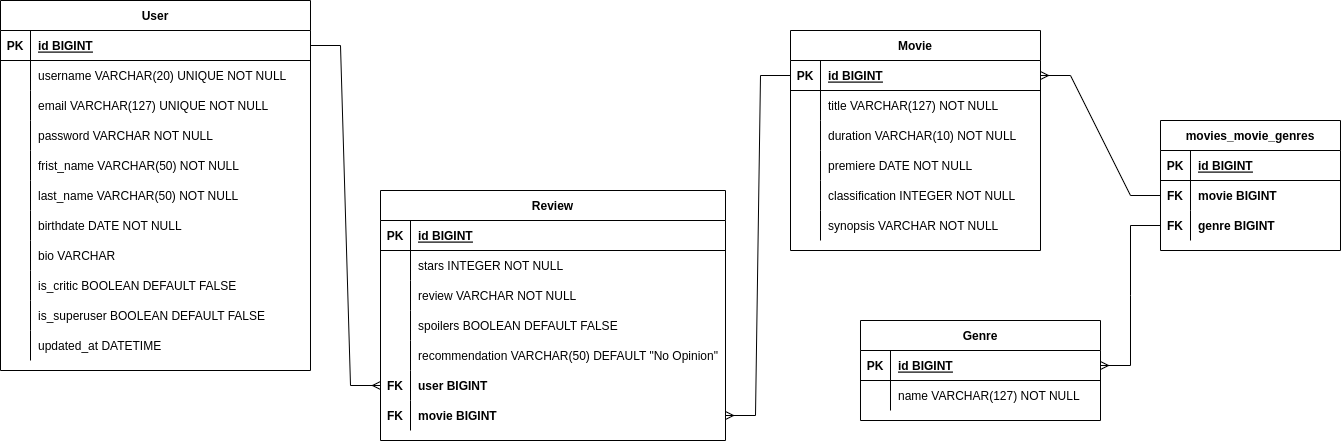 User
PK id BIGINT
username VARCHAR(20) UNIQUE NOT NULL
email VARCHAR(127) UNIQUE NOT NULL
password VARCHAR NOT NULL
frist_name VARCHAR(50) NOT NULL
last_name VARCHAR(50) NOT NULL
birthdate DATE NOT NULL
bio VARCHAR
is_critic BOOLEAN DEFAULT FALSE
is_superuser BOOLEAN DEFAULT FALSE
updated_at DATETIME
Review
PK id BIGINT
stars INTEGER NOT NULL
review VARCHAR NOT NULL
spoilers BOOLEAN DEFAULT FALSE
recommendation VARCHAR(50) DEFAULT "No Opinion"
FK user BIGINT
FK movie BIGINT
Movie
PK id BIGINT
title VARCHAR(127) NOT NULL
duration VARCHAR(10) NOT NULL
premiere DATE NOT NULL
classification INTEGER NOT NULL
synopsis VARCHAR NOT NULL
movies_movie_genres
PK id BIGINT
FK movie BIGINT
FK genre BIGINT
Genre
PK id BIGINT
name VARCHAR(127) NOT NULL